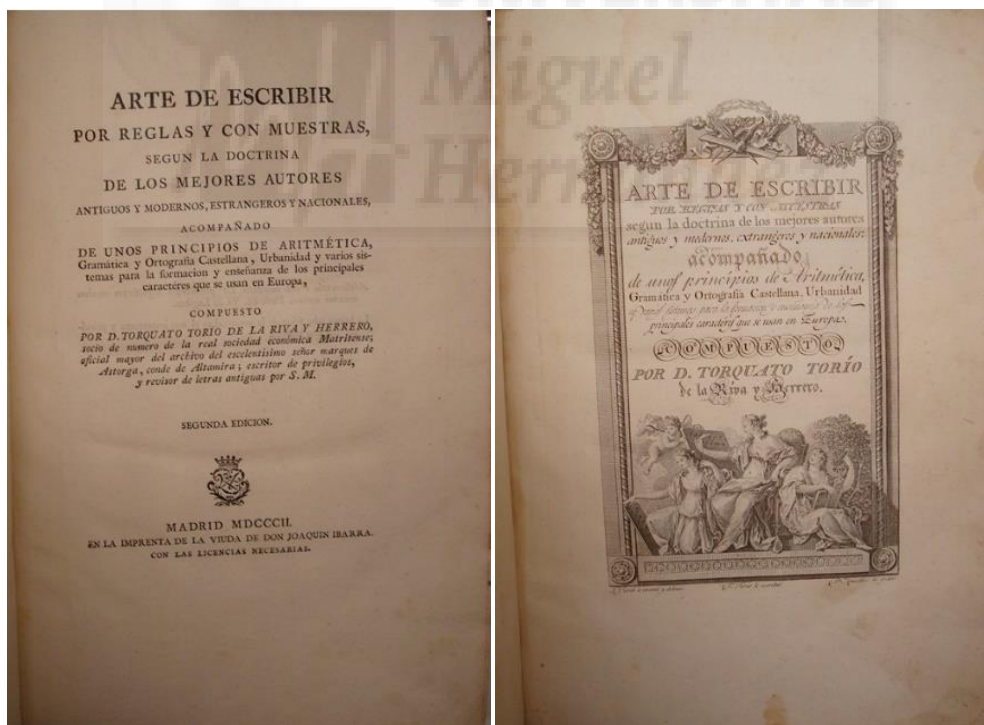 ARTE DE ESCRIBIR
POR REGLAS Y CON MUESTRAS,
SEGUN LA DOCTRINA
DE LOS MEJORES AUTORES
ANTIGUOS Y MODERNOS, ESTRANGEROS Y NACIONALES,
ACOMPAÑADO
DE UNOS PRINCIPIOS DE ARITMÉTICA,
Gramática y Ortografía Castellana, Urbanidad y varios sis-
temas para la formacion y enseñanza de los principales
caractéres que se usan en Europa,
COMPUESTO
POR D. TORQUATO TORÍO DE LA RIVA Y HERRERO,
socio de numero de la real sociedad económica Matritense,
oficial mayor del archivo del escelentísimo señor marques de
Astorga, conde de Altamira; escritor de privilegios,
y revisor de letras antiguas por S. M.
SEGUNDA EDICION.
MADRID MDCCCII.
EN LA IMPRENTA DE LA VIUDA DE DON JOAQUIN IBARRA.
CON LAS LICENCIAS NECESARIAS.
Miguel
ARTE DE ESCRIBIR
POR REGLAS Y CON MUESTRAS
segun la doctrina de los mejores autores
antiguos y modernos, extrangeros y nacionales:
acompañado
de unos principios de Aritmética,
Gramática y Ortografia Castellana, Urbanidad
principales caractéres que se usan en Europa.
COMPUESTO
POR D. TORQUATO TORÍO
de la Riva y Herrero.